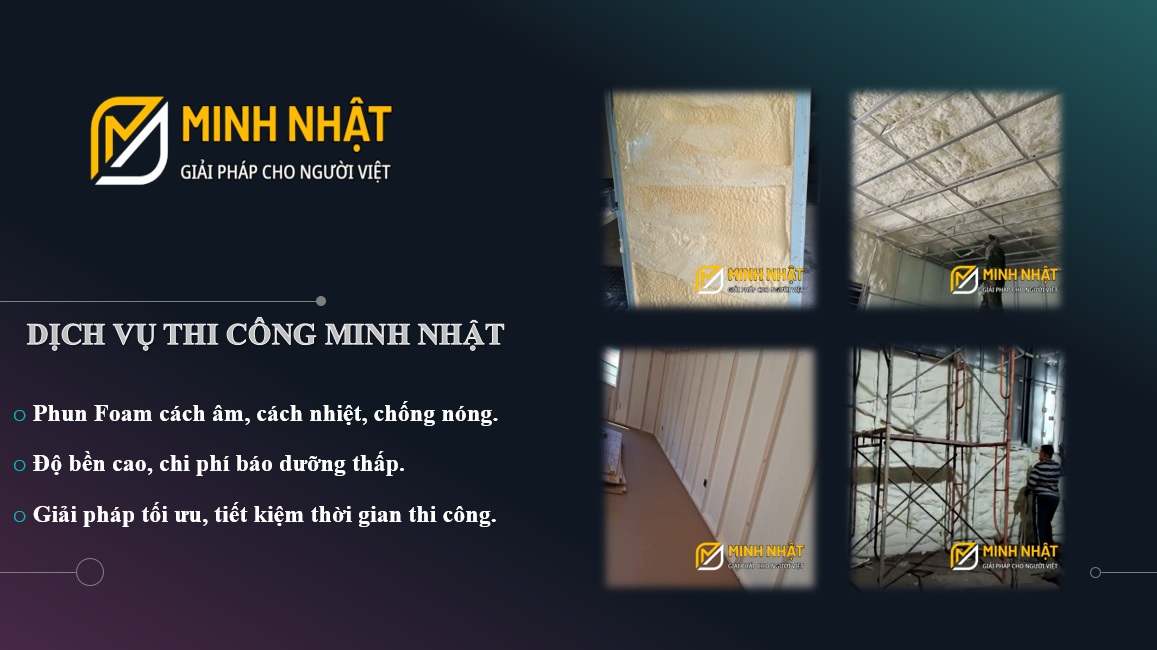 MINH NHẬT
GIẢI PHÁP CHO NGƯỜI VIỆT
DỊCH VỤ THI CÔNG MINH NHẬT
Phun Foam cách âm, cách nhiệt, chống nóng.
Độ bền cao, chi phí báo dưỡng thấp.
Giải pháp tối ưu, tiết kiệm thời gian thi công.
MINH NHẬT
GIẢI PHÁP CHO NGƯỜI VIỆT
MINH NHẬT
GIẢI PHÁP CHO NGƯỜI VIỆT
MINH NHẬT
GIẢI PHÁP CHO NGƯỜI VIỆT
MINH NHẬT
GIẢI PHÁP CHO NGƯỜI VIỆT